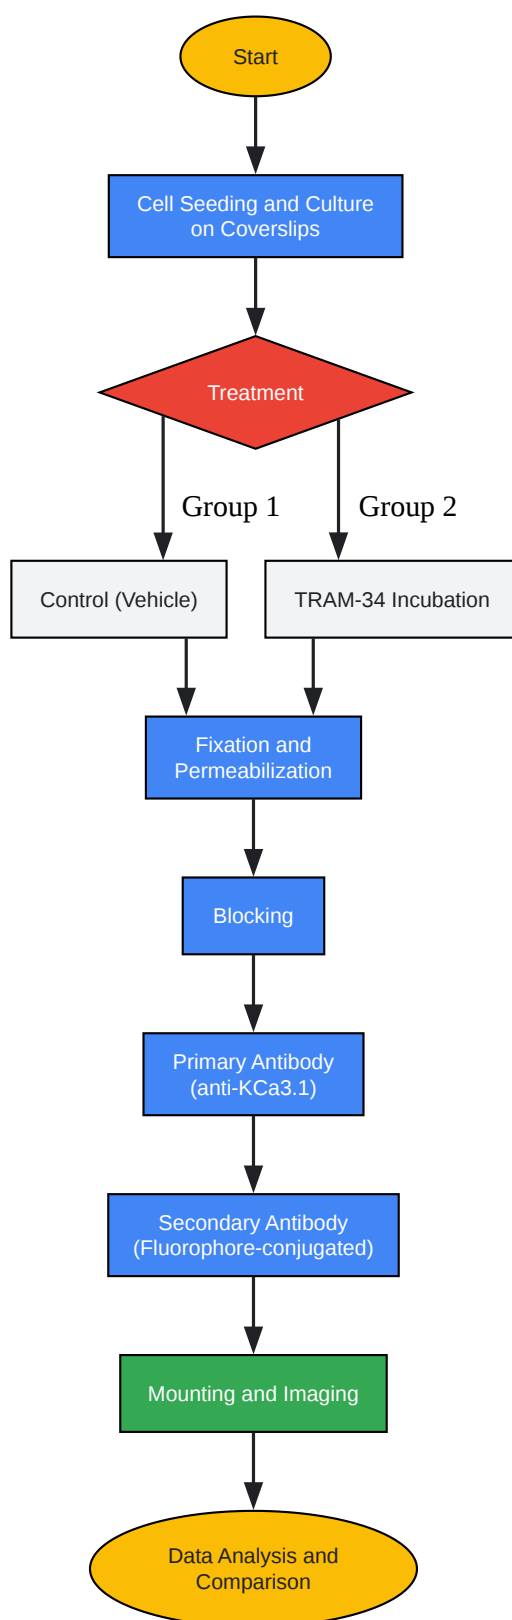 Start
Cell Seeding and Culture
on Coverslips
Treatment
Group 1
Group 2
Control (Vehicle)
TRAM-34 Incubation
Fixation and
Permeabilization
Blocking
Primary Antibody
(anti-KCa3.1)
Secondary Antibody
(Fluorophore-conjugated)
Mounting and Imaging
Data Analysis and
Comparison